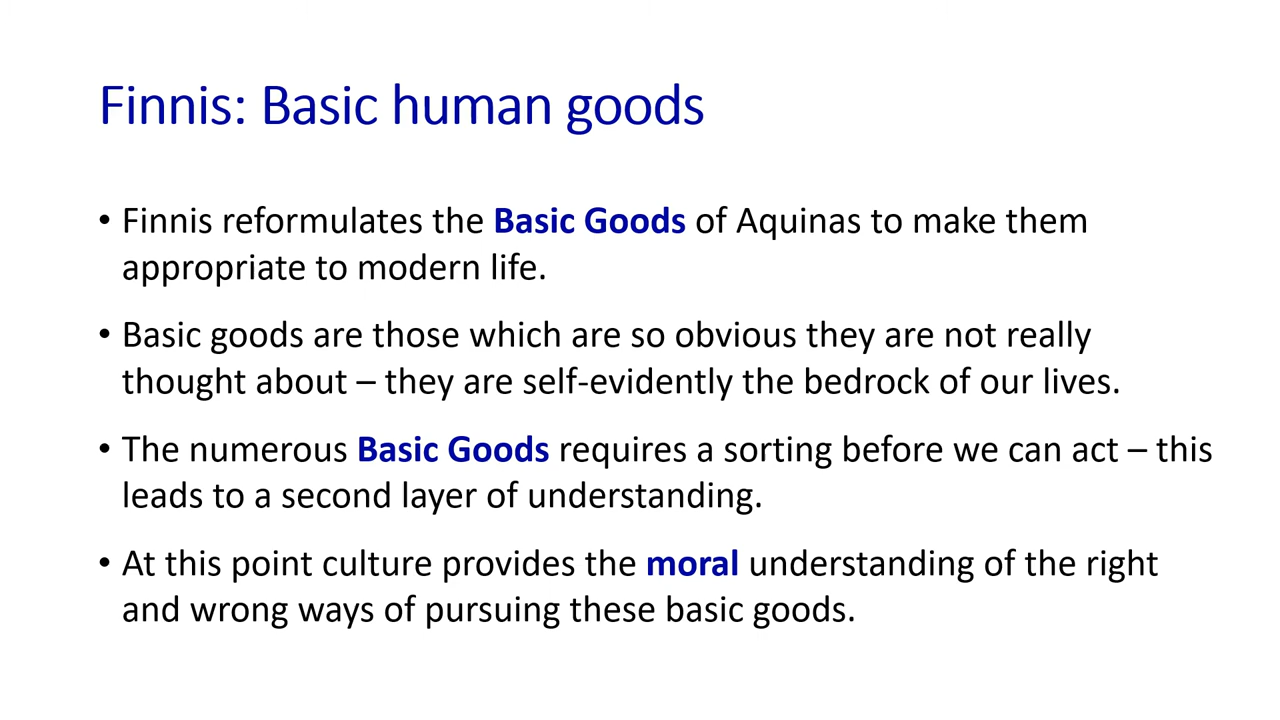 Finnis: Basic human goods
• Finnis reformulates the Basic Goods of Aquinas to make them
appropriate to modern life.
• Basic goods are those which are so obvious they are not really
thought about – they are self-evidently the bedrock of our lives.
• The numerous Basic Goods requires a sorting before we can act – this
leads to a second layer of understanding.
• At this point culture provides the moral understanding of the right
and wrong ways of pursuing these basic goods.